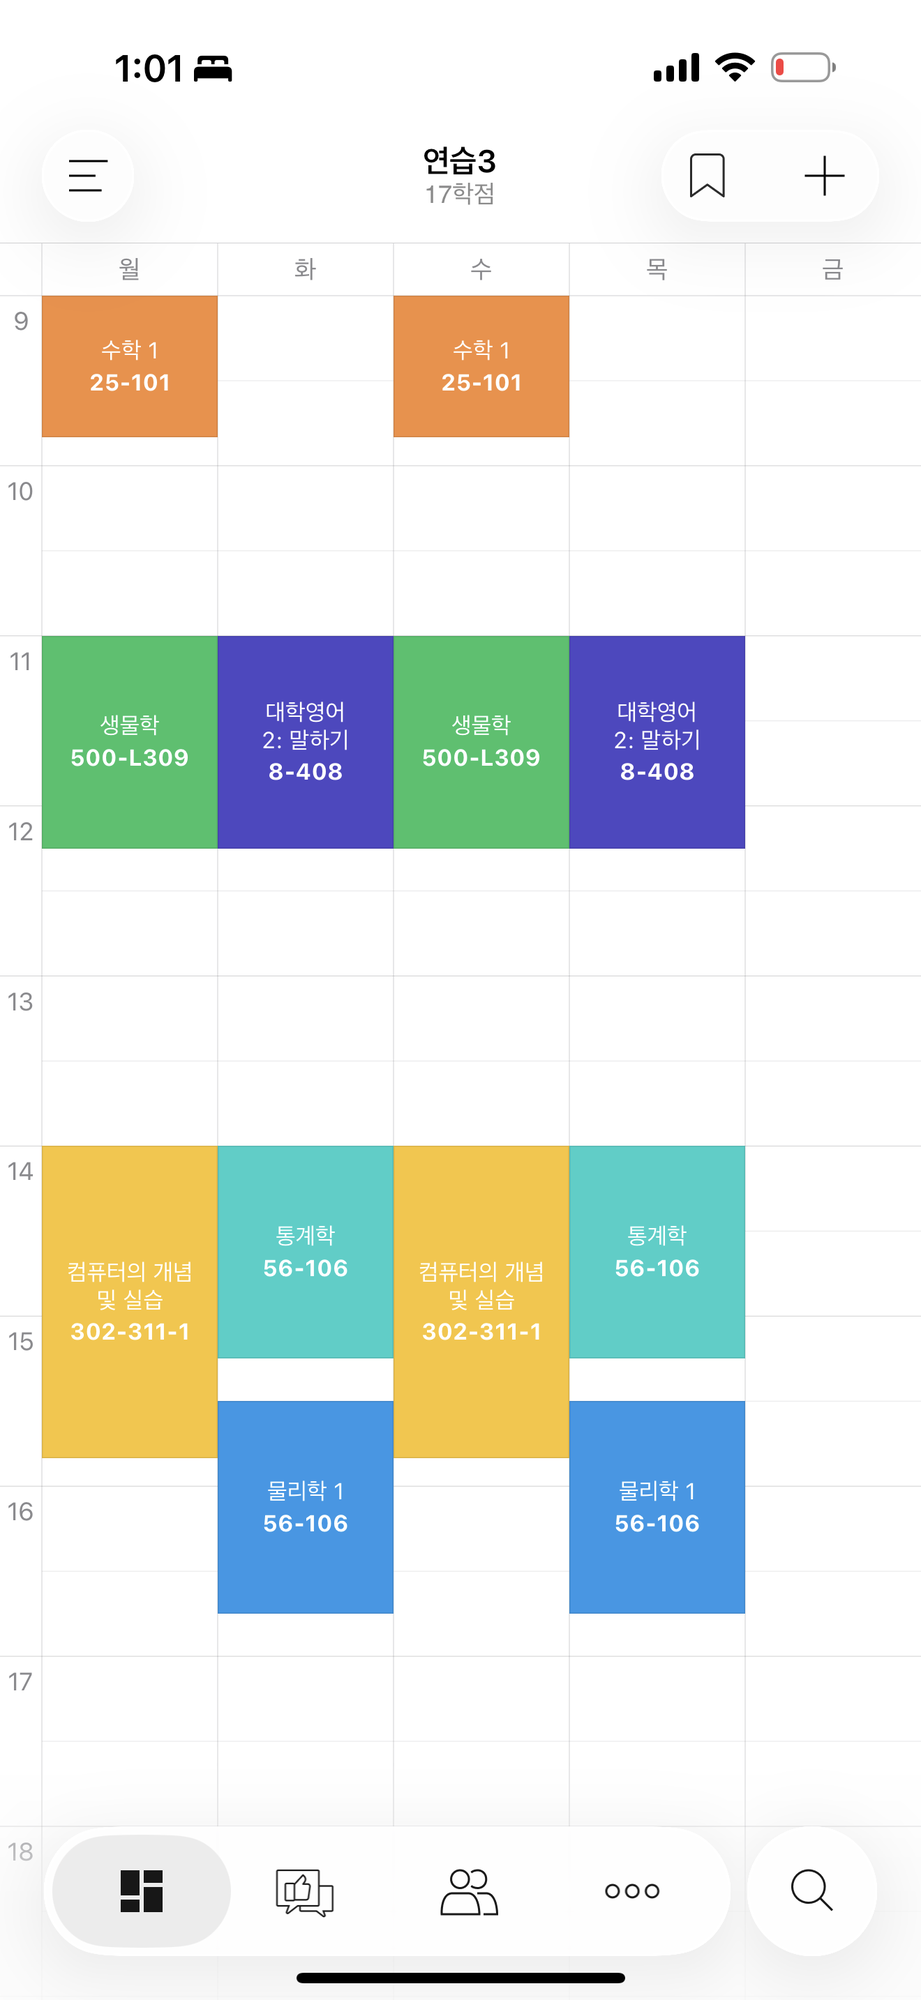 1:01
연습3
17학점
월 화 수 목 금
9
수학 1
25-101
수학 1
25-101
10
11
생물학
500-L309
대학영어
2: 말하기
8-408
생물학
500-L309
대학영어
2: 말하기
8-408
12
13
14
컴퓨터의 개념
및 실습
302-311-1
통계학
56-106
컴퓨터의 개념
및 실습
302-311-1
통계학
56-106
15
물리학 1
56-106
물리학 1
56-106
16
17
18